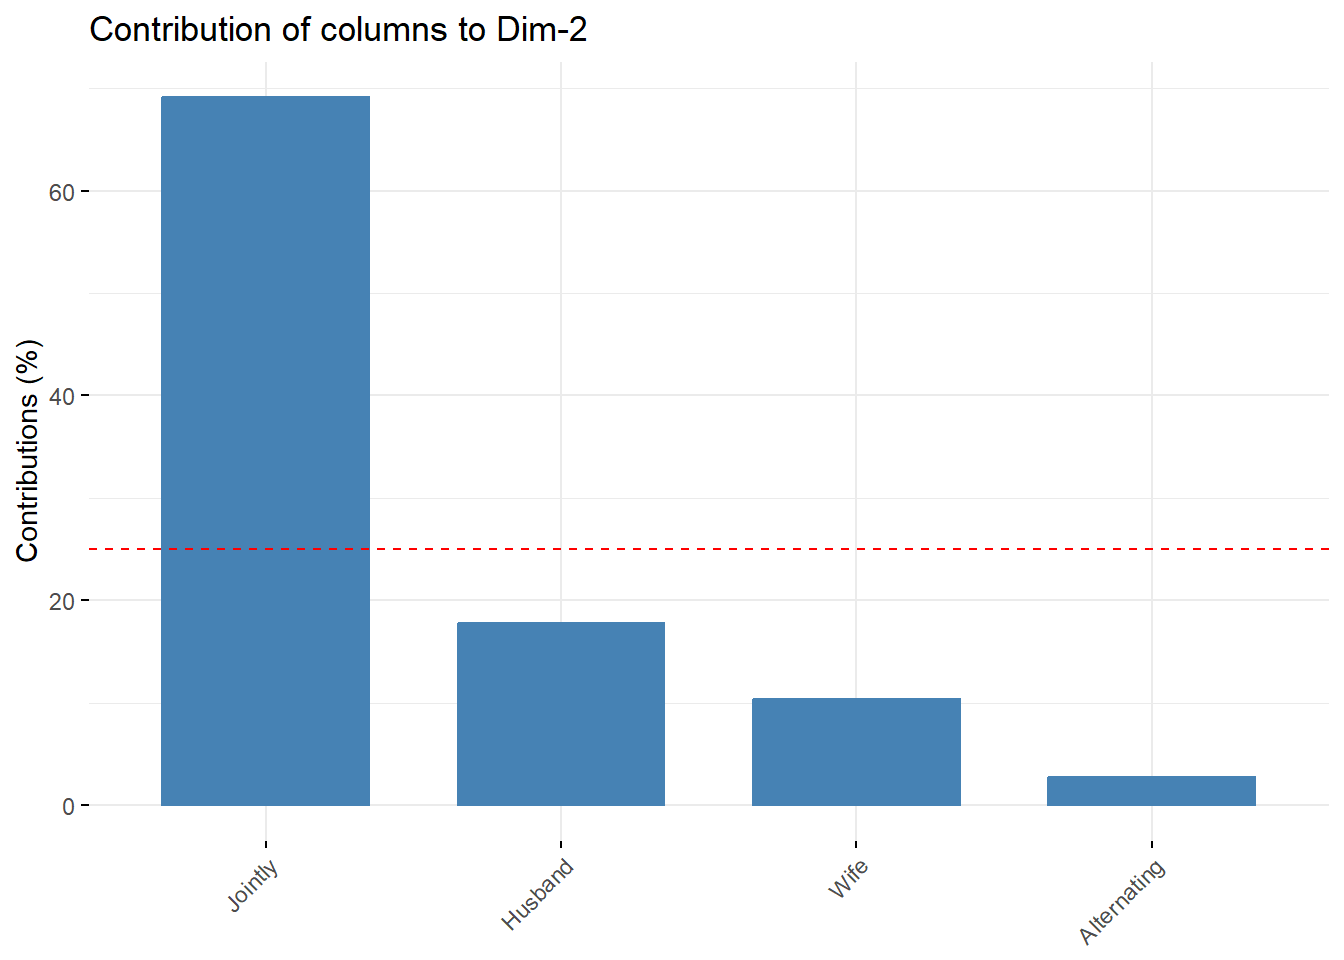 Contribution of columns to Dim-2
Contributions (%)
60
40
20
0
Jointly
Husband
Wife
Alternating